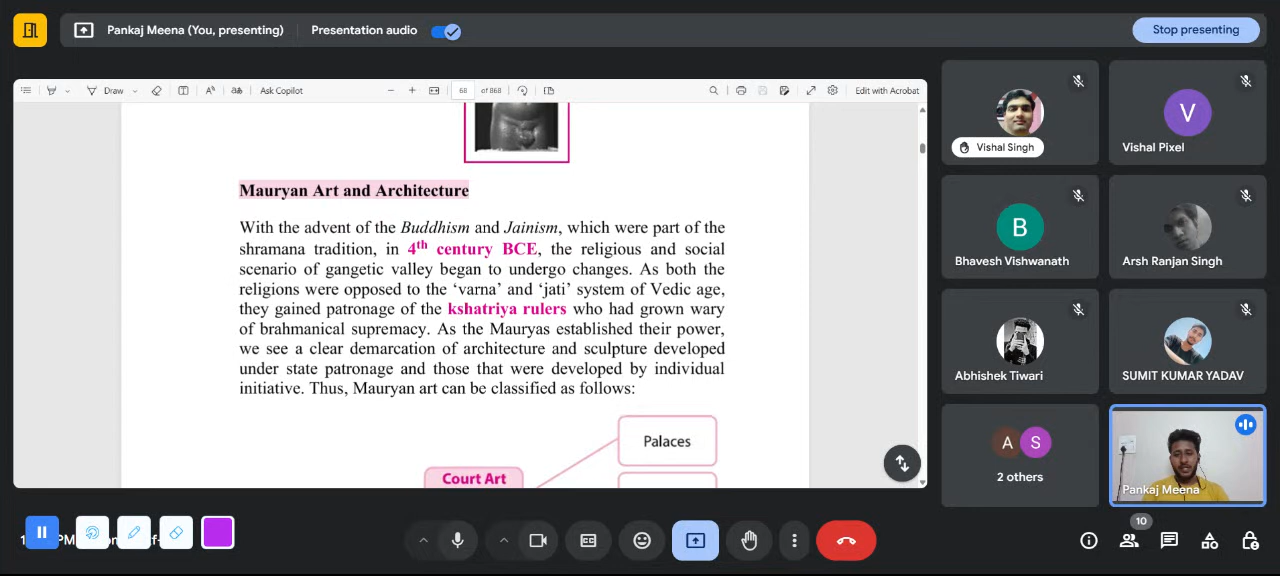 Pankaj Meena (You, presenting)
Presentation audio
Stop presenting
Draw
Ask Copilot
68
of 868
Edit with Acrobat
Mauryan Art and Architecture
With the advent of the Buddhism and Jainism, which were part of the
shramana tradition, in 4th century BCE, the religious and social
scenario of gangetic valley began to undergo changes. As both the
religions were opposed to the ‘varna’ and ‘jati’ system of Vedic age,
they gained patronage of the kshatriya rulers who had grown wary
of brahmanical supremacy. As the Mauryas established their power,
we see a clear demarcation of architecture and sculpture developed
under state patronage and those that were developed by individual
initiative. Thus, Mauryan art can be classified as follows:
Palaces
Court Art
Vishal Singh
V
Vishal Pixel
B
Bhavesh Vishwanath
Arsh Ranjan Singh
Abhishek Tiwari
SUMIT KUMAR YADAV
A S
2 others
Pankaj Meena
10